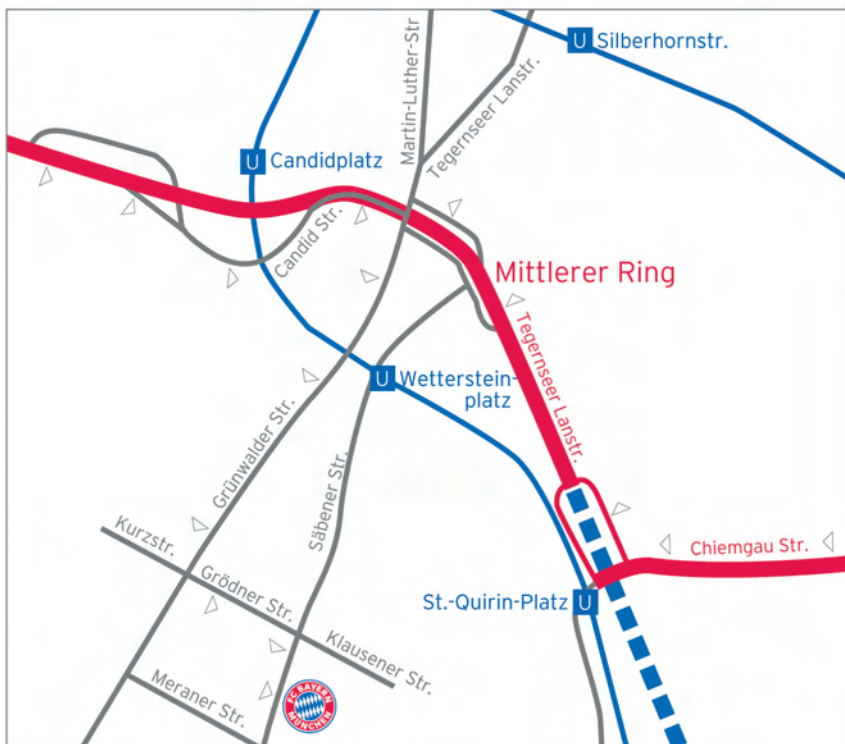 Martin-Luther-Str
Tegernseer Lanstr.
U Silberhornstr.
U Candidplatz
Candid Str.
Mittlerer Ring
Tegernseer Lanstr.
U Wetterstein-
platz
Grünwalder Str.
Säbener Str.
Kurzstr.
Grödner Str.
Klausener Str.
Meraner Str.
Chiemgau Str.
St.-Quirin-Platz U
FC BAYERN
MÜNCHEN